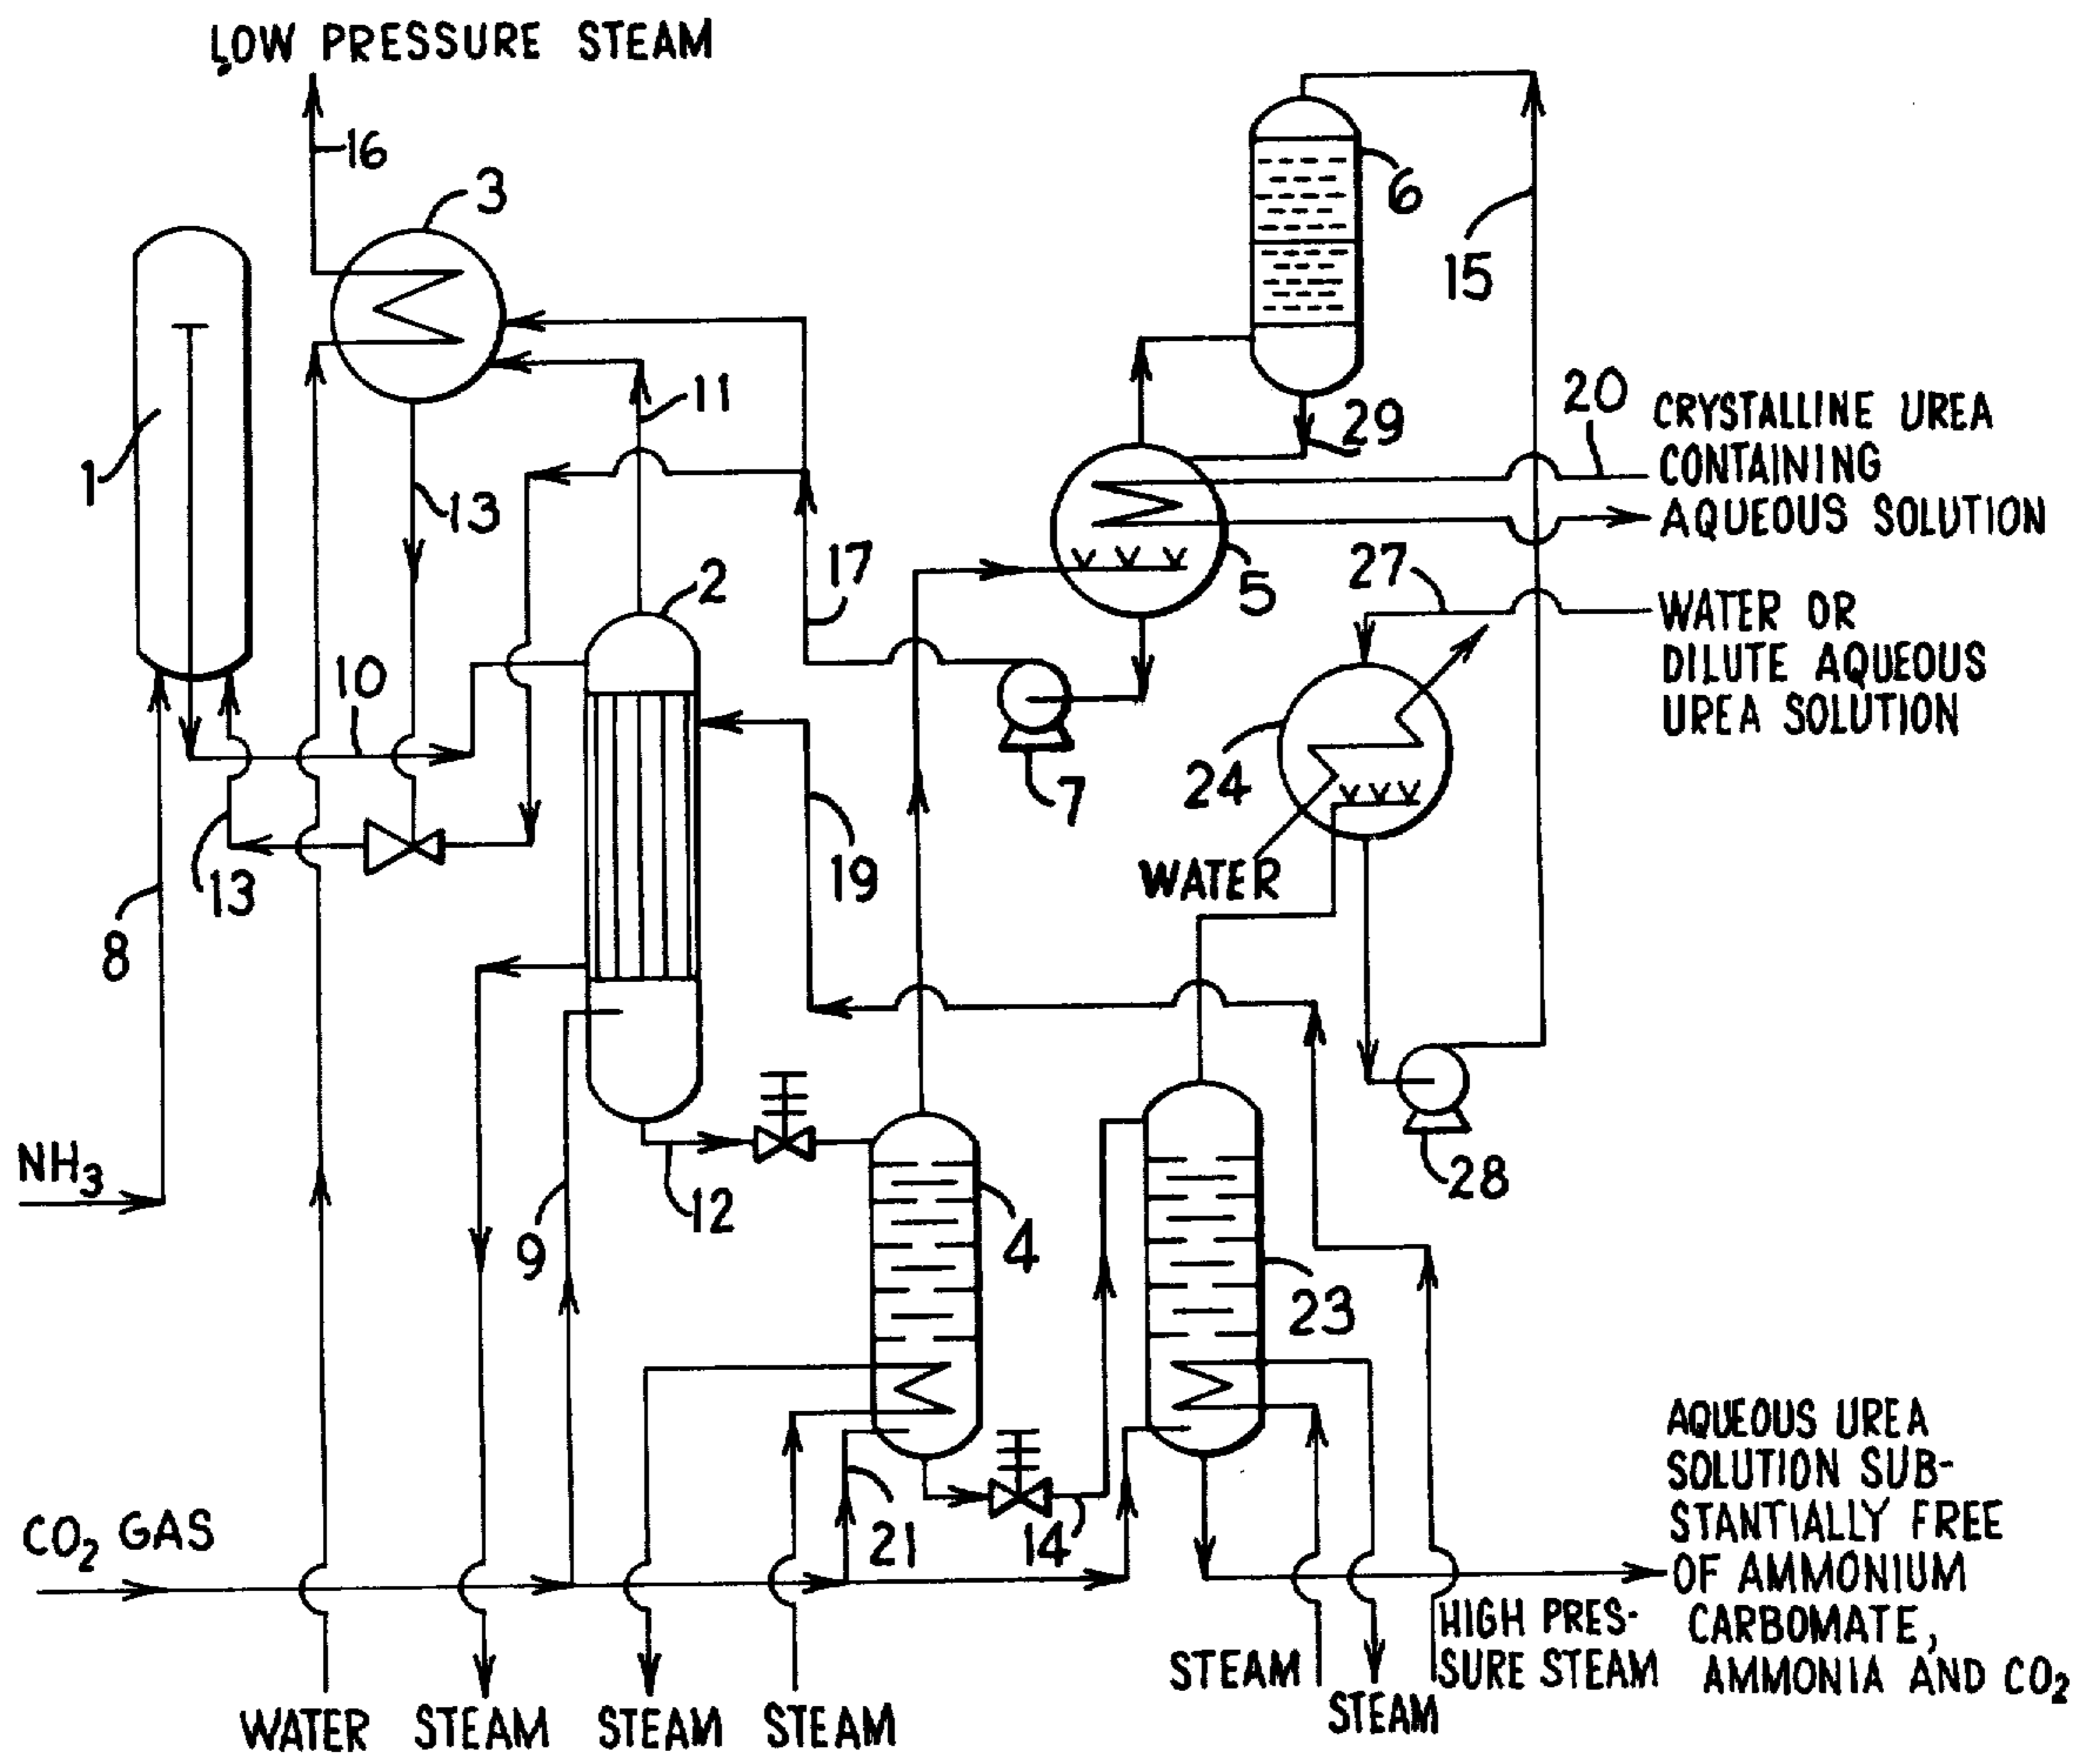 LOW PRESSURE STEAM
16
3
6
15
1
11
29
20
CRYSTALLINE UREA
CONTAINING
AQUEOUS SOLUTION
13
17
2
5
27
WATER OR
DILUTE AQUEOUS
UREA SOLUTION
10
7
24
19
WATER
13
8
NH3
12
9
4
28
23
21
14
CO2 GAS
AQUEOUS UREA
SOLUTION SUB-
STANTIALLY FREE
OF AMMONIUM
CARBOMATE,
AMMONIA AND CO2
HIGH PRES-
SURE STEAM
STEAM
STEAM
WATER
STEAM
STEAM
STEAM